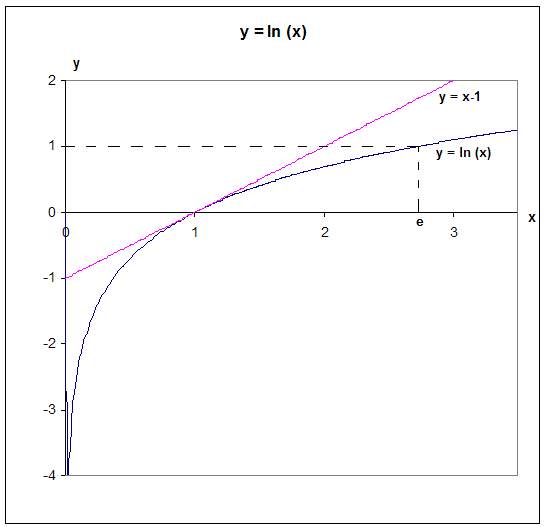 y = ln (x)
y
2
y = x-1
1
y = ln (x)
0
x
0
1
2
e
3
-1
-2
-3
-4